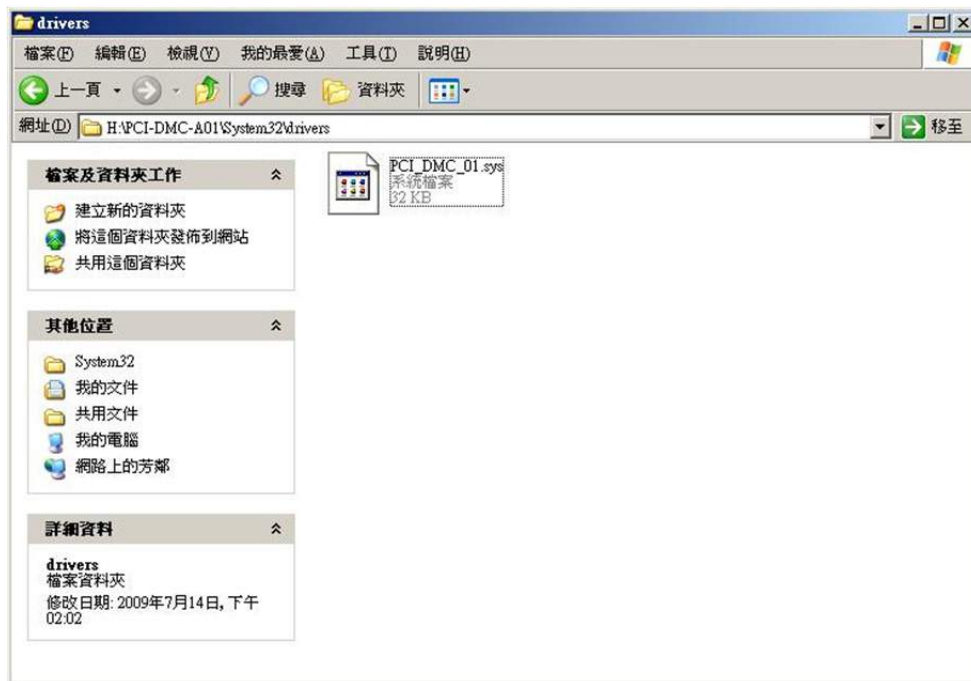 drivers
檔案(F) 編輯(E) 檢視(V) 我的最愛(A) 工具(T) 說明(H)
上一頁 搜尋 資料夾
網址(D) H:\PCI-DMC-A01\System32\drivers 移至
檔案及資料夾工作
建立新的資料夾
將這個資料夾發佈到網站
共用這個資料夾
其他位置
System32
我的文件
共用文件
我的電腦
網路上的芳鄰
詳細資料
drivers
檔案資料夾
修改日期: 2009年7月14日, 下午
02:02
PCI_DMC_01.sys
系統檔案
32 KB